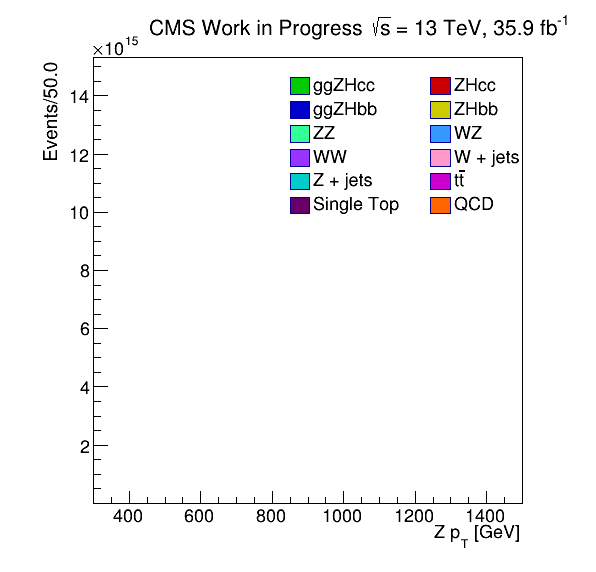 CMS Work in Progress √s = 13 TeV, 35.9 fb⁻¹
×10¹⁵
Events/50.0
14
12
10
8
6
4
2
ggZHcc ZHcc
ggZHbb ZHbb
ZZ WZ
WW W + jets
Z + jets tt̄
Single Top QCD
400 600 800 1000 1200 1400
Z p_T [GeV]